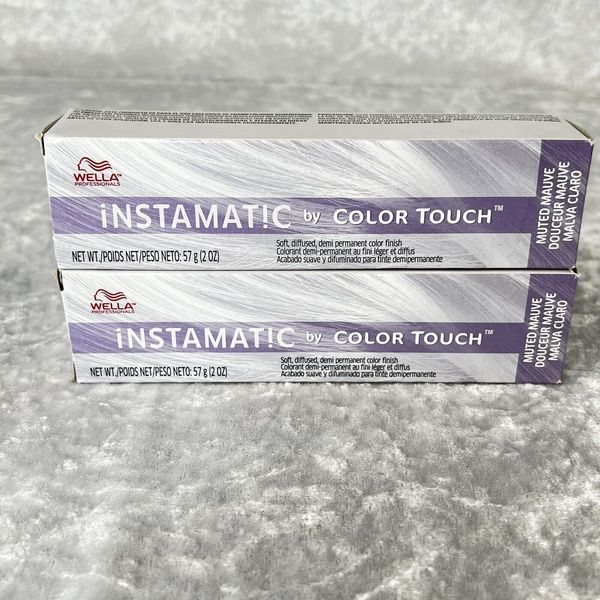 WELLA™
PROFESSIONALS
iNSTAMAT!C by COLOR TOUCH™
NET WT./POIDS NET/PESO NETO: 57 g (2 OZ)
Soft, diffused, demi permanent color finish
Colorant demi-permanent au fini léger et diffus
Acabado suave y difuminado para tinte demipermanente
MUTED MAUVE
DOUCEUR MAUVE
MALVA CLARO
WELLA™
PROFESSIONALS
iNSTAMAT!C by COLOR TOUCH™
NET WT./POIDS NET/PESO NETO: 57 g (2 OZ)
Soft, diffused, demi permanent color finish
Colorant demi-permanent au fini léger et diffus
Acabado suave y difuminado para tinte demipermanente
MUTED MAUVE
DOUCEUR MAUVE
MALVA CLARO